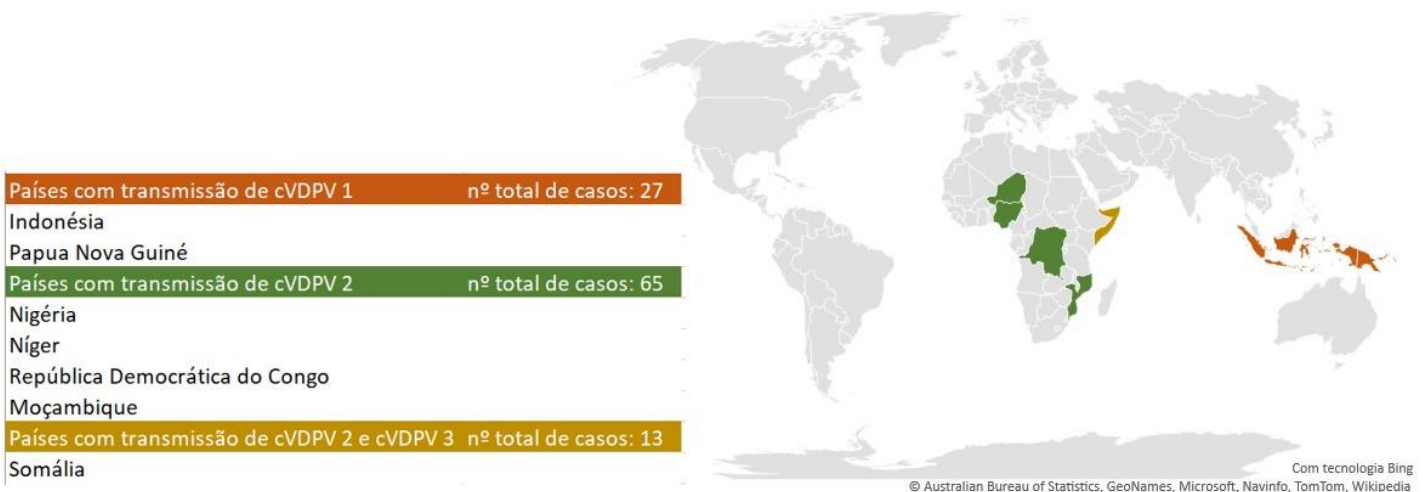 Países com transmissão de cVDPV 1 nº total de casos: 27
Indonésia
Papua Nova Guiné
Países com transmissão de cVDPV 2 nº total de casos: 65
Nigéria
Níger
República Democrática do Congo
Moçambique
Países com transmissão de cVDPV 2 e cVDPV 3 nº total de casos: 13
Somália
Com tecnologia Bing
© Australian Bureau of Statistics, GeoNames, Microsoft, Navinfo, TomTom, Wikipedia